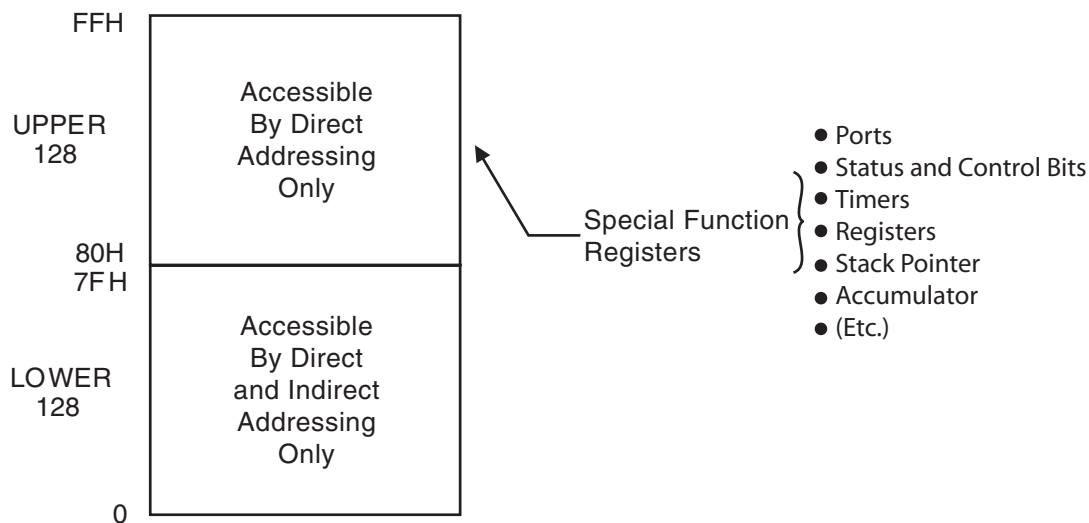 FFH
UPPER
128
80H
7FH
LOWER
128
0
Accessible
By Direct
Addressing
Only
Accessible
By Direct
and Indirect
Addressing
Only
Special Function
Registers
● Ports
● Status and Control Bits
● Timers
● Registers
● Stack Pointer
● Accumulator
● (Etc.)